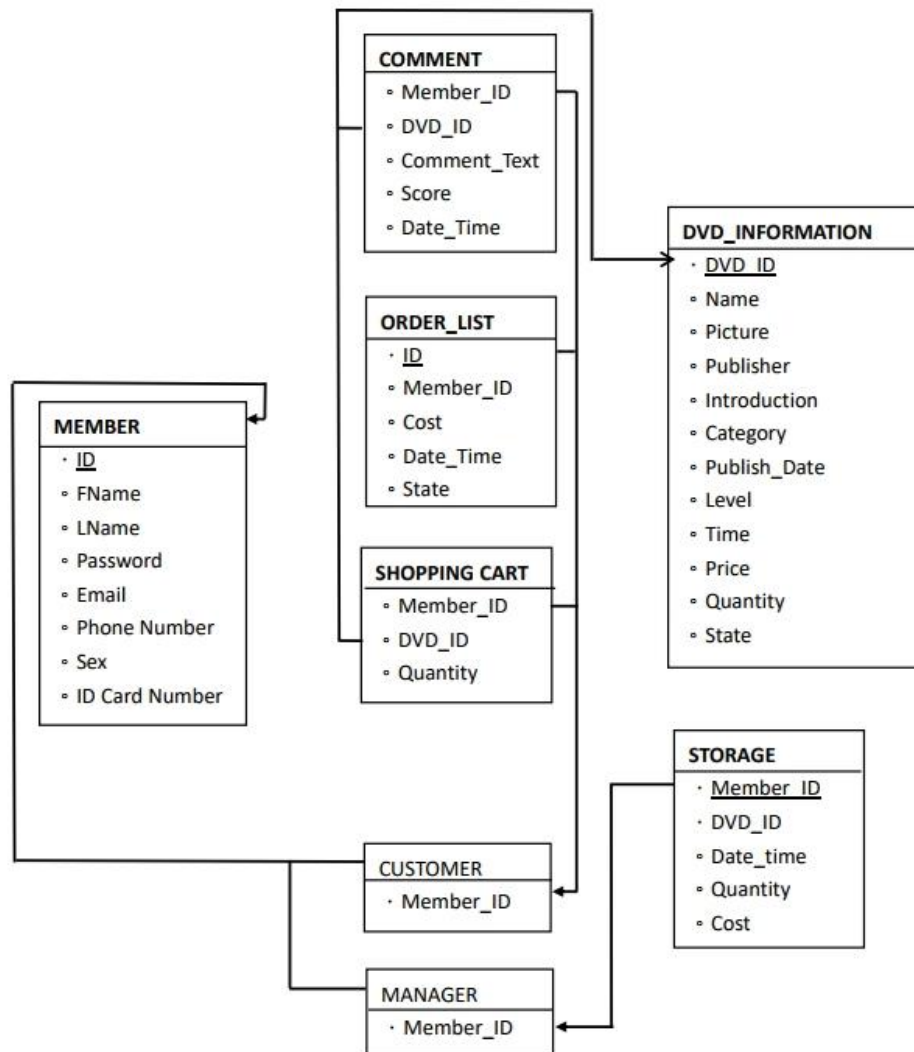 COMMENT
Member_ID
DVD_ID
Comment_Text
Score
Date_Time
ORDER_LIST
ID
Member_ID
Cost
Date_Time
State
SHOPPING CART
Member_ID
DVD_ID
Quantity
MEMBER
ID
FName
LName
Password
Email
Phone Number
Sex
ID Card Number
DVD_INFORMATION
DVD_ID
Name
Picture
Publisher
Introduction
Category
Publish_Date
Level
Time
Price
Quantity
State
STORAGE
Member_ID
DVD_ID
Date_time
Quantity
Cost
CUSTOMER
Member_ID
MANAGER
Member_ID